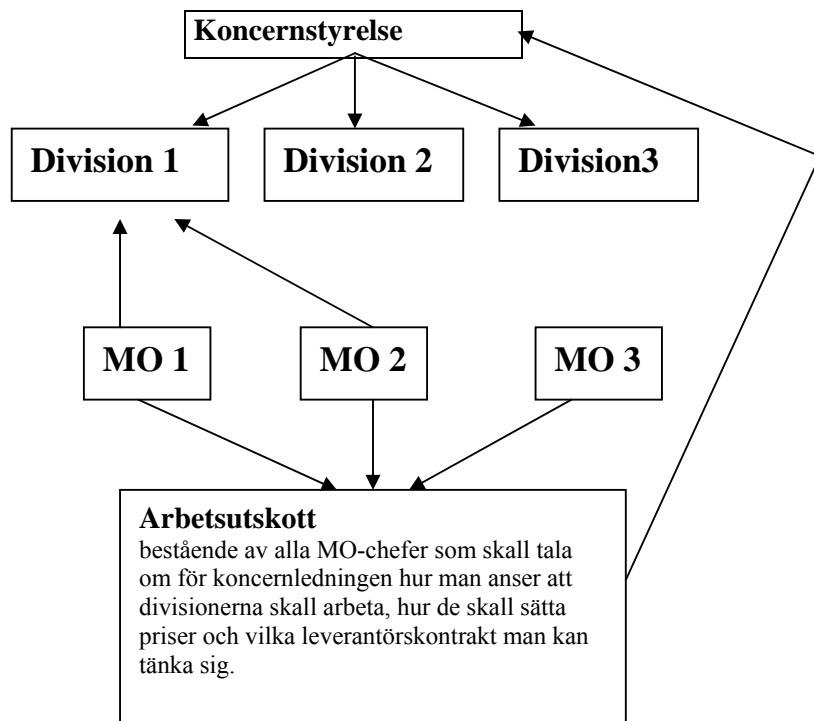 Koncernstyrelse
Division 1
Division 2
Division3
MO 1
MO 2
MO 3
Arbetsutskott
bestående av alla MO-chefer som skall tala
om för koncernledningen hur man anser att
divisionerna skall arbeta, hur de skall sätta
priser och vilka leverantörskontrakt man kan
tänka sig.